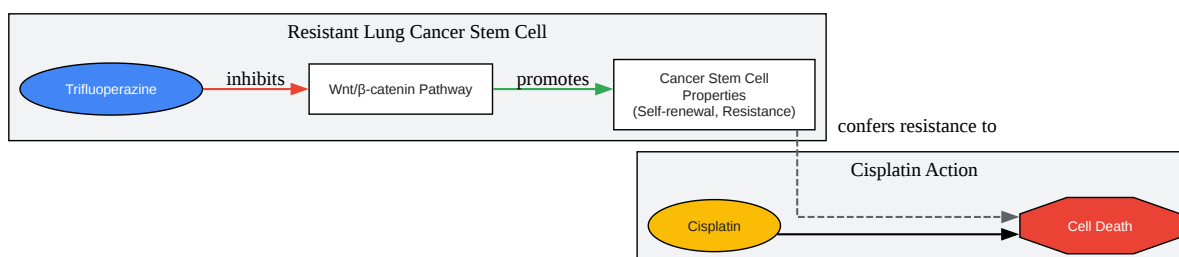 Resistant Lung Cancer Stem Cell
Trifluoperazine
inhibits
Wnt/β-catenin Pathway
promotes
Cancer Stem Cell
Properties
(Self-renewal, Resistance)
confers resistance to
Cisplatin Action
Cisplatin
Cell Death